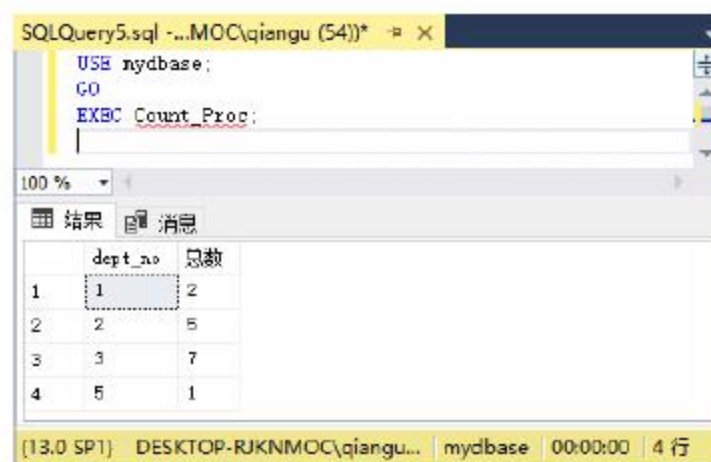 SQLQuery5.sql -...MOC\qiangu (54))*
USE mydbase;
GO
EXEC Count_Proc;
100 %
结果 消息
dept_no 总数
1 1 2
2 2 5
3 3 7
4 5 1
(13.0 SP1) DESKTOP-RJKNMOC\qiangu... mydbase 00:00:00 4 行